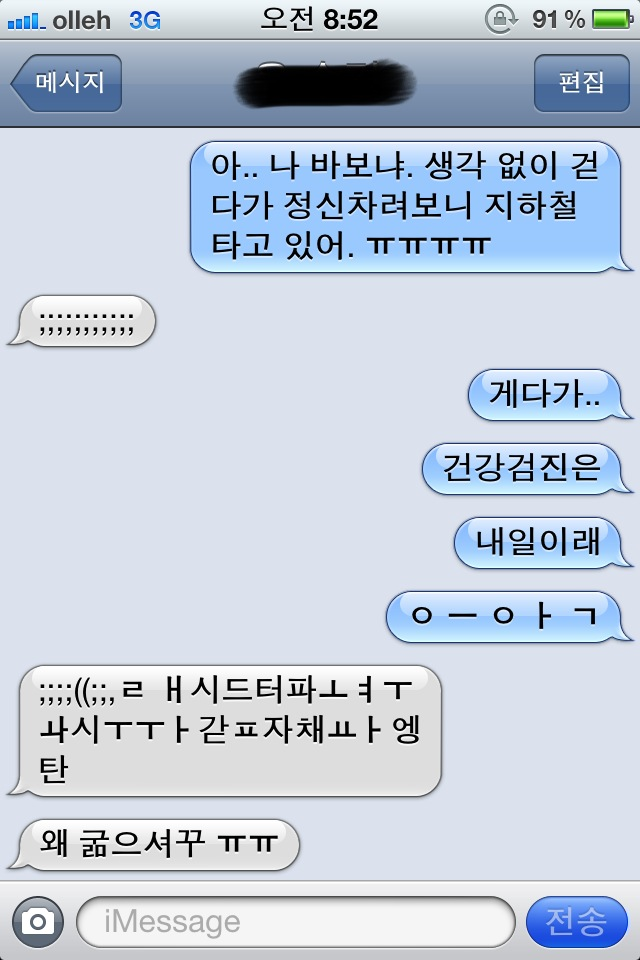 olleh 3G 오전 8:52 91 %
메시지 편집
아.. 나 바보냐. 생각 없이 걷
다가 정신차려보니 지하철
타고 있어. ㅠㅠㅠㅠ
;;;;;;;;;;;
게다가..
건강검진은
내일이래
ㅇㅡㅇㅏㄱ
;;;;((;;,ㄹㅐ시드터파ㅗㅕㅜ
ㅘ시ㅜㅜㅏ갇ㅍ자채ㅛㅏ엥
탄
왜 굶으셔꾸 ㅠㅠ
iMessage 전송